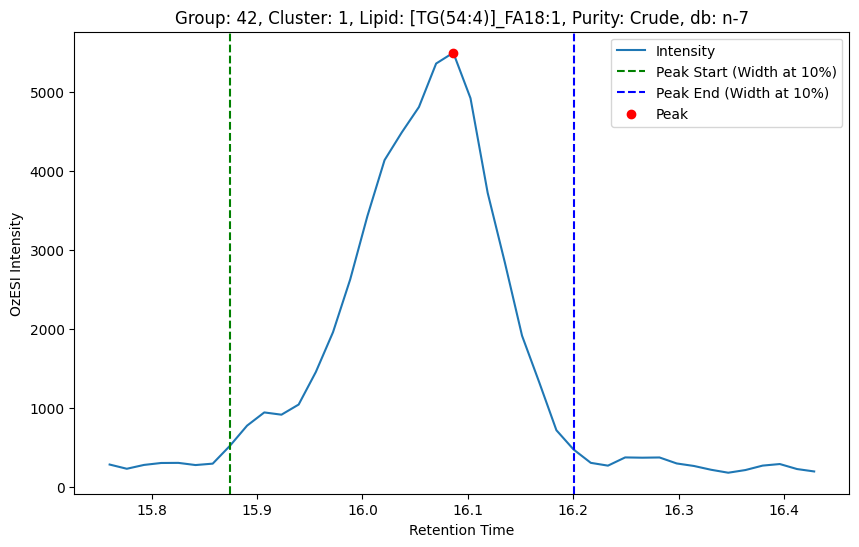 Group: 42, Cluster: 1, Lipid: [TG(54:4)]_FA18:1, Purity: Crude, db: n-7
Intensity
Peak Start (Width at 10%)
Peak End (Width at 10%)
Peak
OzESI Intensity
5000
4000
3000
2000
1000
0
15.8 15.9 16.0 16.1 16.2 16.3 16.4
Retention Time